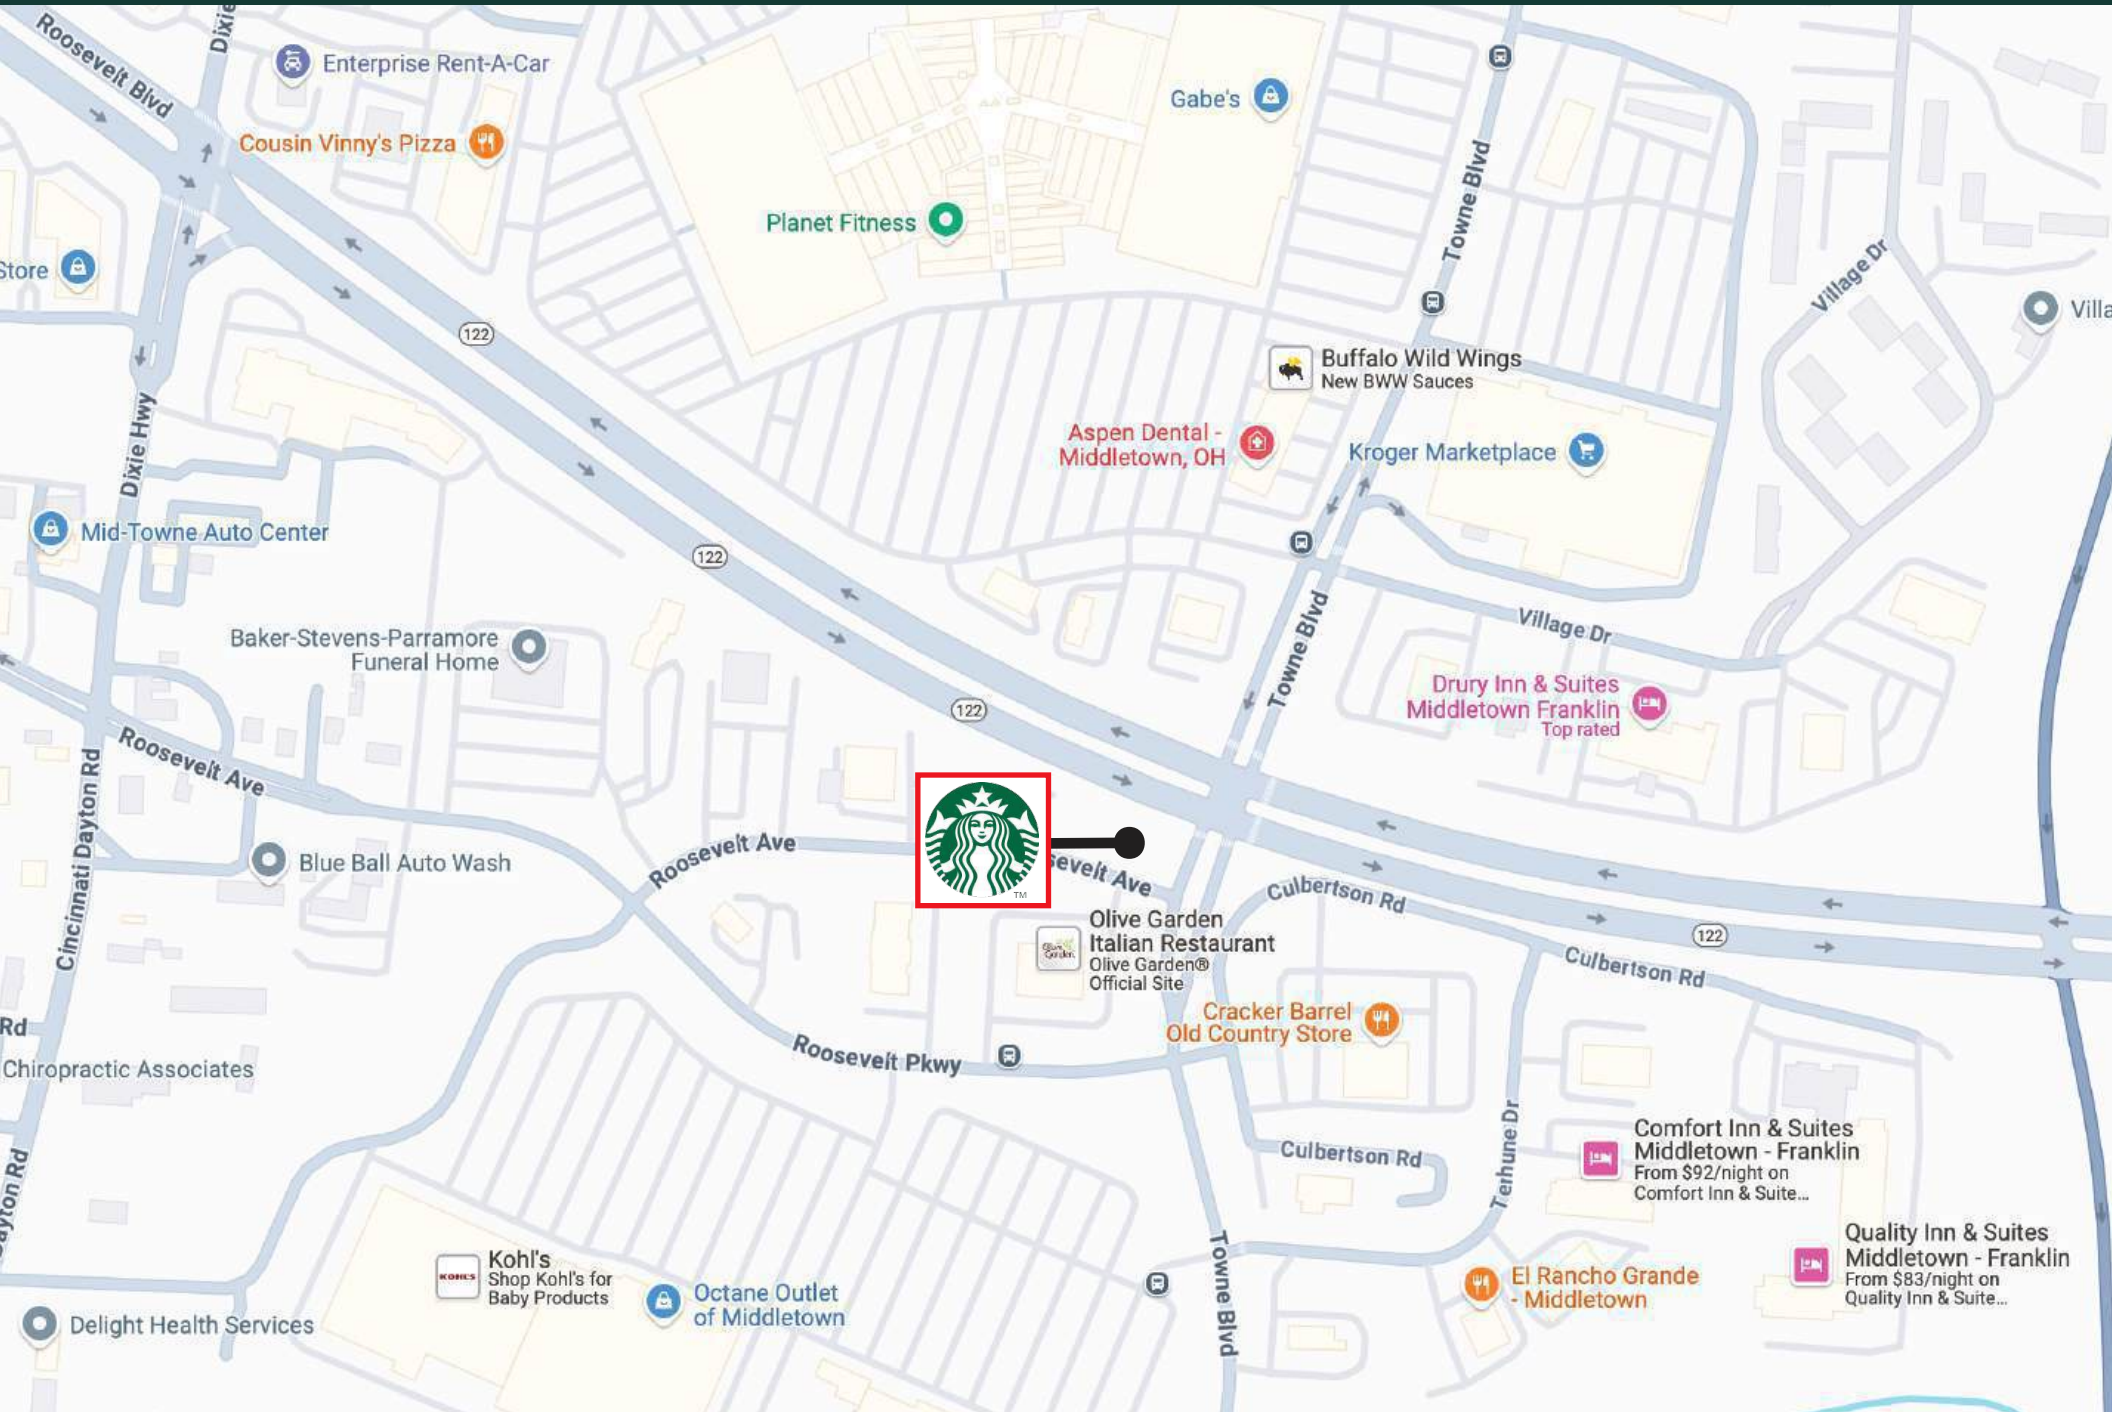 Roosevelt Blvd
Dixie
Enterprise Rent-A-Car
Cousin Vinny's Pizza
Gabe's
Planet Fitness
Towne Blvd
Village Dr
Store
Villa
122
Buffalo Wild Wings
New BWW Sauces
Aspen Dental -
Middletown, OH
Kroger Marketplace
Dixie Hwy
Mid-Towne Auto Center
122
Towne Blvd
Village Dr
Baker-Stevens-Parramore
Funeral Home
Drury Inn & Suites
Middletown Franklin
Top rated
122
Roosevelt Ave
Cincinnati Dayton Rd
Blue Ball Auto Wash
Roosevelt Ave
TM
sevelt Ave
Culbertson Rd
Olive Garden
Italian Restaurant
Olive Garden®
Official Site
Olive Garden
122
Culbertson Rd
Cracker Barrel
Old Country Store
Rd
Chiropractic Associates
Roosevelt Pkwy
Culbertson Rd
Terhune Dr
Comfort Inn & Suites
Middletown - Franklin
From $92/night on
Comfort Inn & Suite...
ayton Rd
Towne Blvd
Quality Inn & Suites
Middletown - Franklin
From $83/night on
Quality Inn & Suite...
KOHL'S
Kohl's
Shop Kohl's for
Baby Products
Octane Outlet
of Middletown
El Rancho Grande
- Middletown
Delight Health Services